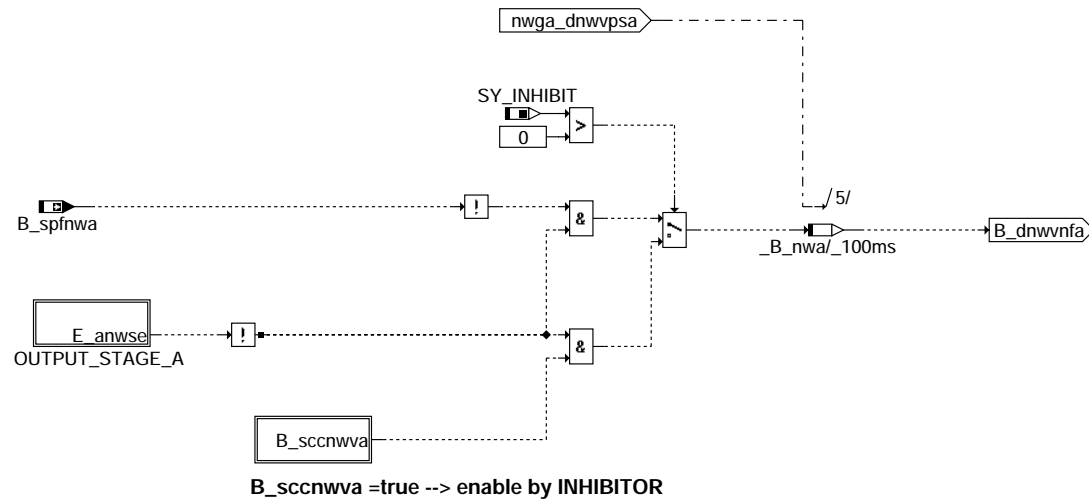 nwga_dnwvpsa
SY_INHIBIT
>
0
/ 5/
!
&
B_spfnwa
B_dnwvnfa
_B_nwa/_100ms
E_anwse
!
&
OUTPUT_STAGE_A
B_sccnwva
B_sccnwva =true --> enable by INHIBITOR